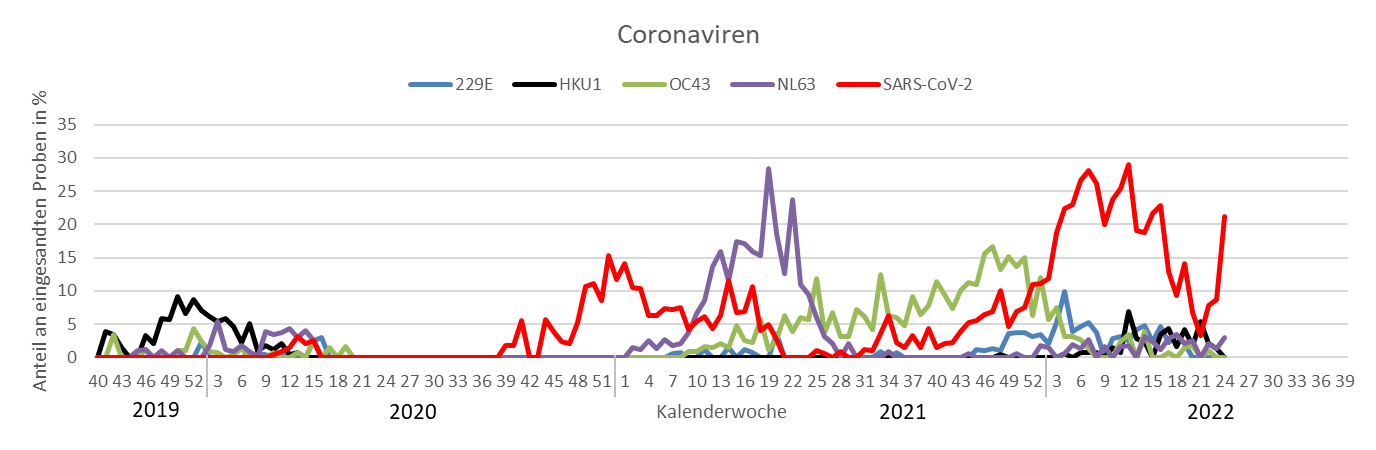 Coronaviren
229E HKU1 OC43 NL63 SARS-CoV-2
Anteil an eingesandten Proben in %
35
30
25
20
15
10
5
0
40 43 46 49 52 3 6 9 12 15 18 21 24 27 30 33 36 39 42 45 48 51 1 4 7 10 13 16 19 22 25 28 31 34 37 40 43 46 49 52 3 6 9 12 15 18 21 24 27 30 33 36 39
2019 2020 Kalenderwoche 2021 2022